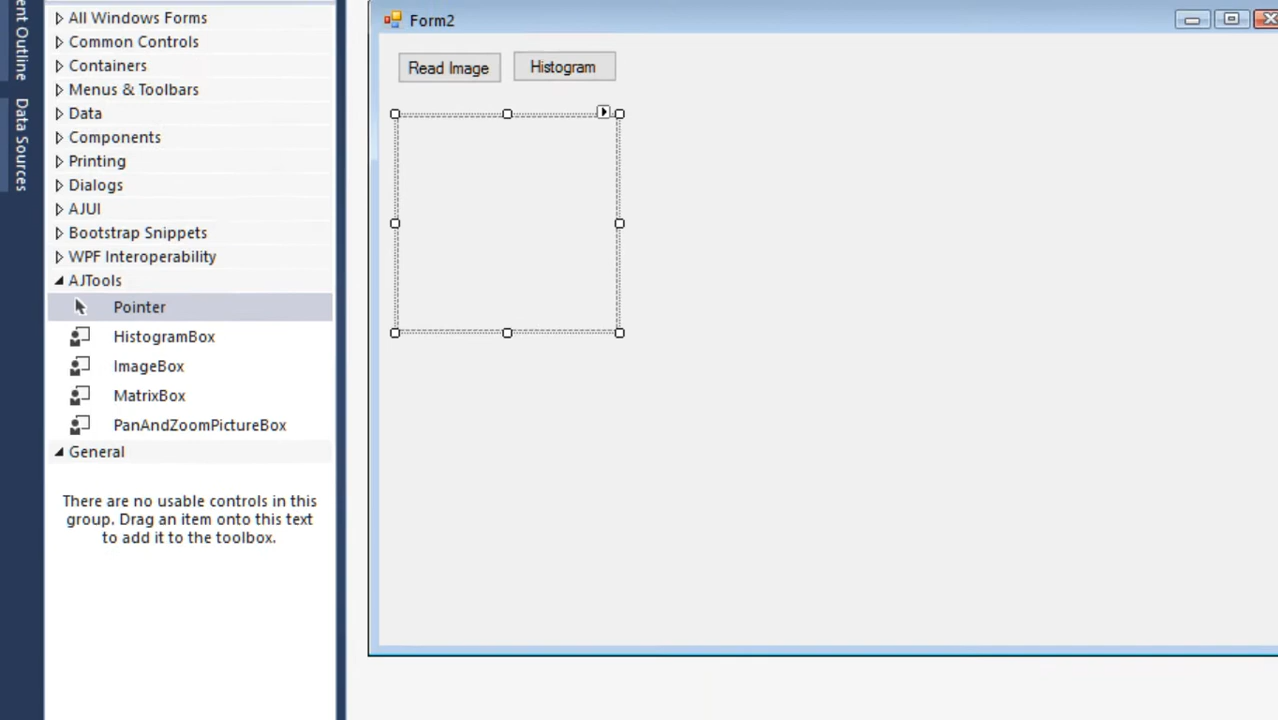 ent Outline
Data Sources
All Windows Forms
Common Controls
Containers
Menus & Toolbars
Data
Components
Printing
Dialogs
AJUI
Bootstrap Snippets
WPF Interoperability
AJTools
Pointer
HistogramBox
ImageBox
MatrixBox
PanAndZoomPictureBox
General
There are no usable controls in this
group. Drag an item onto this text
to add it to the toolbox.
Form2
Read Image
Histogram